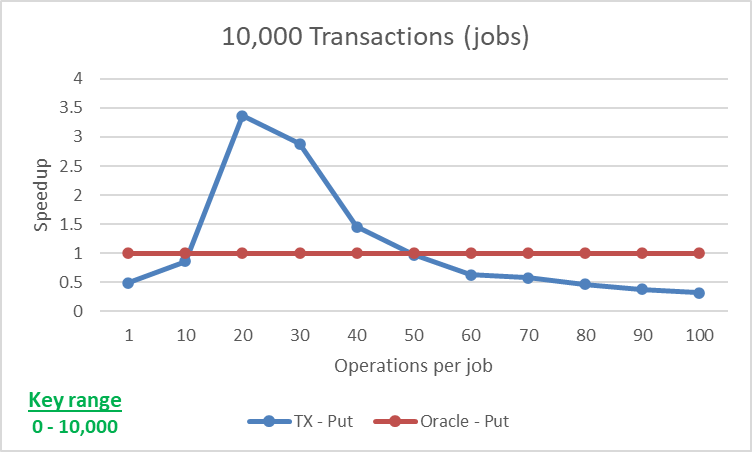 10,000 Transactions (jobs)
4
3.5
3
2.5
2
1.5
1
0.5
0
Speedup
1 10 20 30 40 50 60 70 80 90 100
Operations per job
Key range
0 - 10,000
TX - Put Oracle - Put